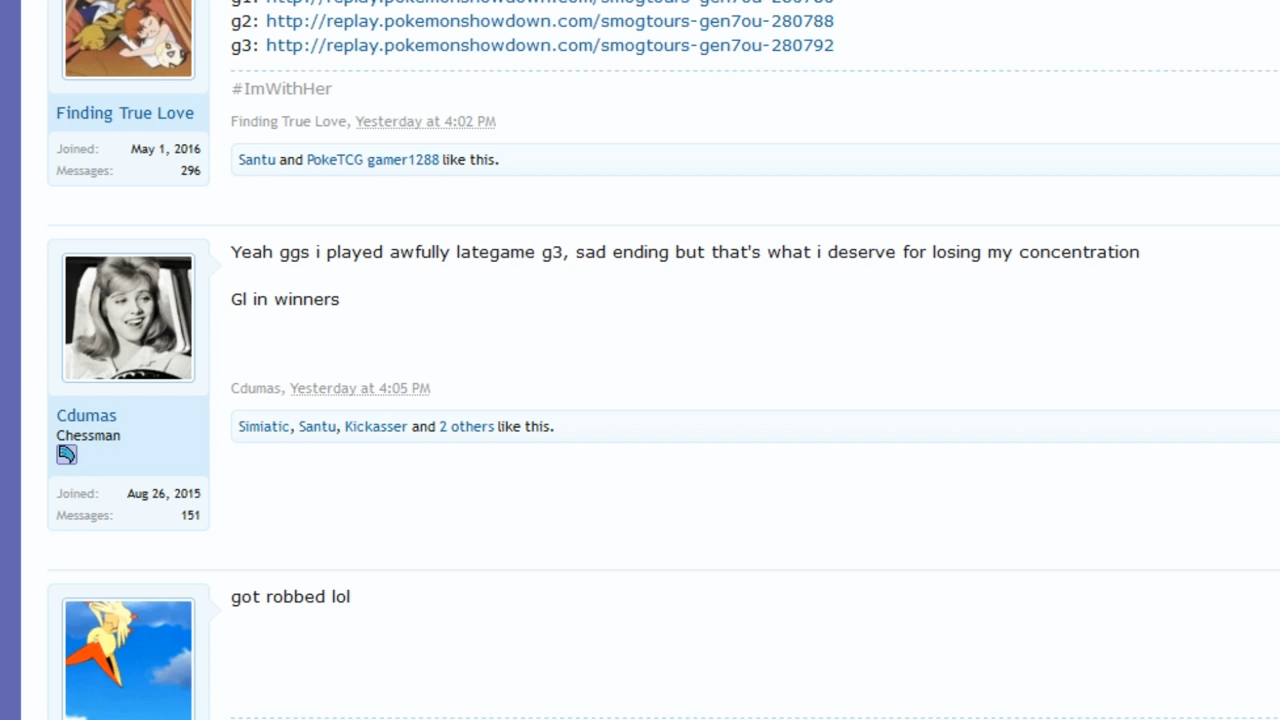 g2: http://replay.pokemonshowdown.com/smogtours-gen7ou-280788
g3: http://replay.pokemonshowdown.com/smogtours-gen7ou-280792
#ImWithHer
Finding True Love, Yesterday at 4:02 PM
Santu and PokeTCG gamer1288 like this.
Finding True Love
Joined: May 1, 2016
Messages: 296
Yeah ggs i played awfully lategame g3, sad ending but that's what i deserve for losing my concentration
Gl in winners
Cdumas, Yesterday at 4:05 PM
Simiatic, Santu, Kickasser and 2 others like this.
Cdumas
Chessman
Joined: Aug 26, 2015
Messages: 151
got robbed lol